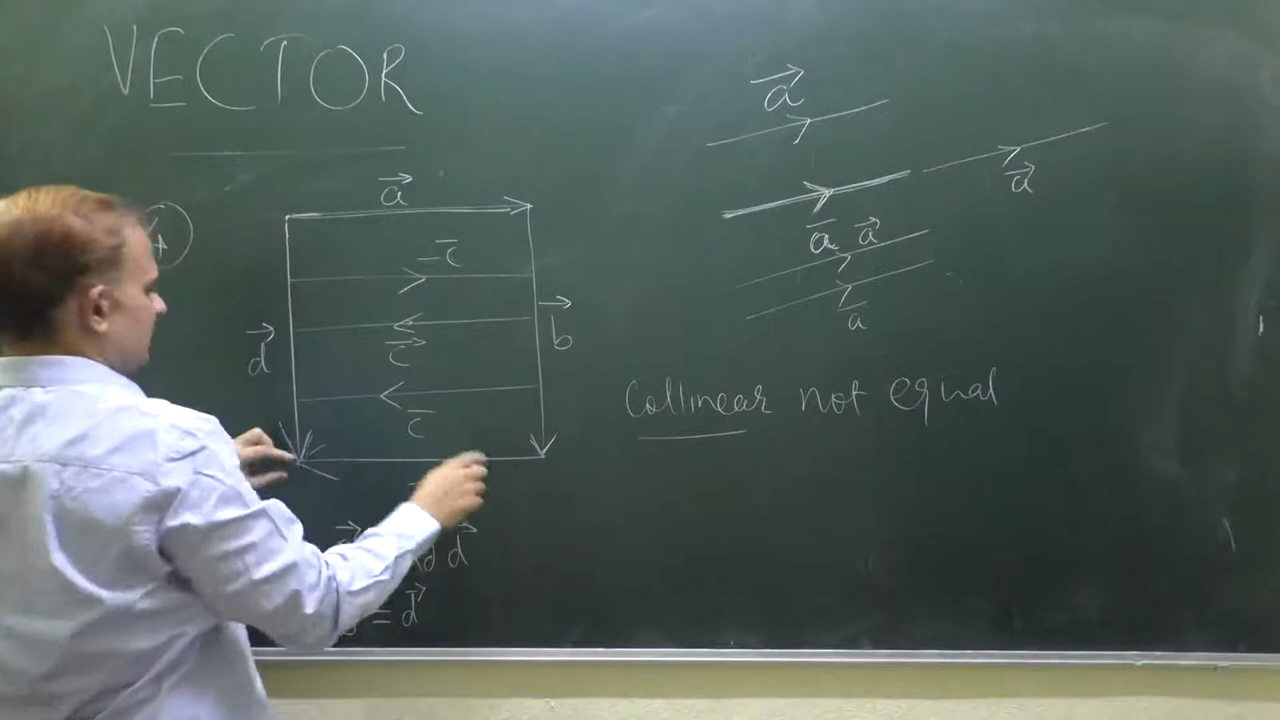 VECTOR
a⃗
−c̅
d⃗
c⃗
b⃗
c̅
d⃗
= d⃗
a⃗
a⃗
a̅ a⃗
a̅
Collinear not equal